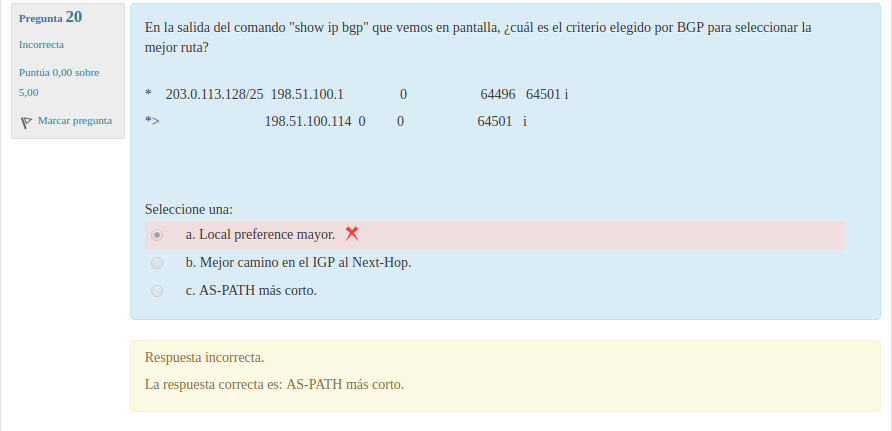 Pregunta 20
Incorrecta
Puntúa 0,00 sobre
5,00
Marcar pregunta
En la salida del comando "show ip bgp" que vemos en pantalla, ¿cuál es el criterio elegido por BGP para seleccionar la
mejor ruta?
* 203.0.113.128/25 198.51.100.1 0 64496 64501 i
*> 198.51.100.114 0 0 64501 i
Seleccione una:
a. Local preference mayor.
b. Mejor camino en el IGP al Next-Hop.
c. AS-PATH más corto.
Respuesta incorrecta.
La respuesta correcta es: AS-PATH más corto.